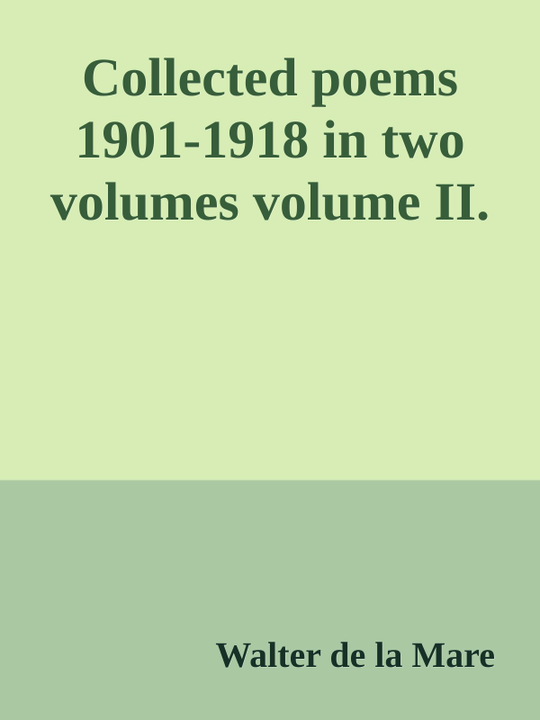 Collected poems
1901-1918 in two
volumes volume II.
Walter de la Mare